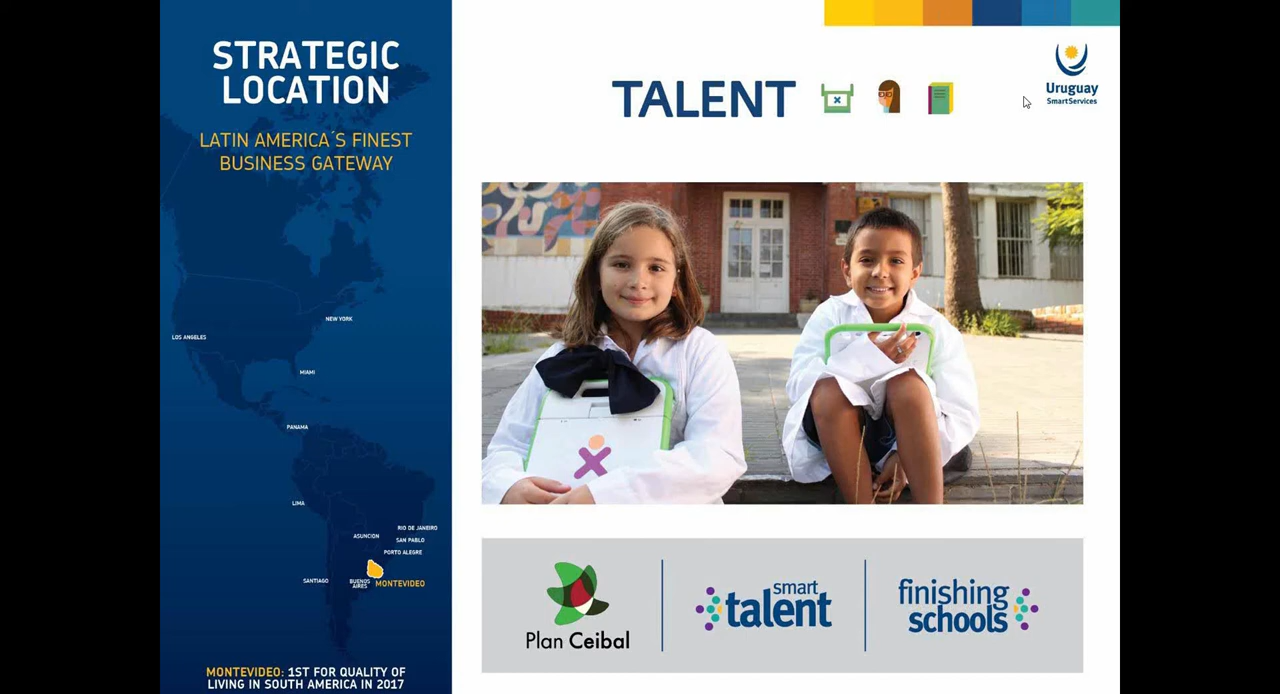 STRATEGIC
LOCATION
LATIN AMERICA´S FINEST
BUSINESS GATEWAY
NEW YORK
LOS ANGELES
MIAMI
PANAMA
LIMA
RIO DE JANEIRO
ASUNCION
SAN PABLO
PORTO ALEGRE
SANTIAGO
BUENOS
AIRES
MONTEVIDEO
MONTEVIDEO: 1ST FOR QUALITY OF
LIVING IN SOUTH AMERICA IN 2017
TALENT
Uruguay
SmartServices
Plan Ceibal
smart
talent
finishing
schools